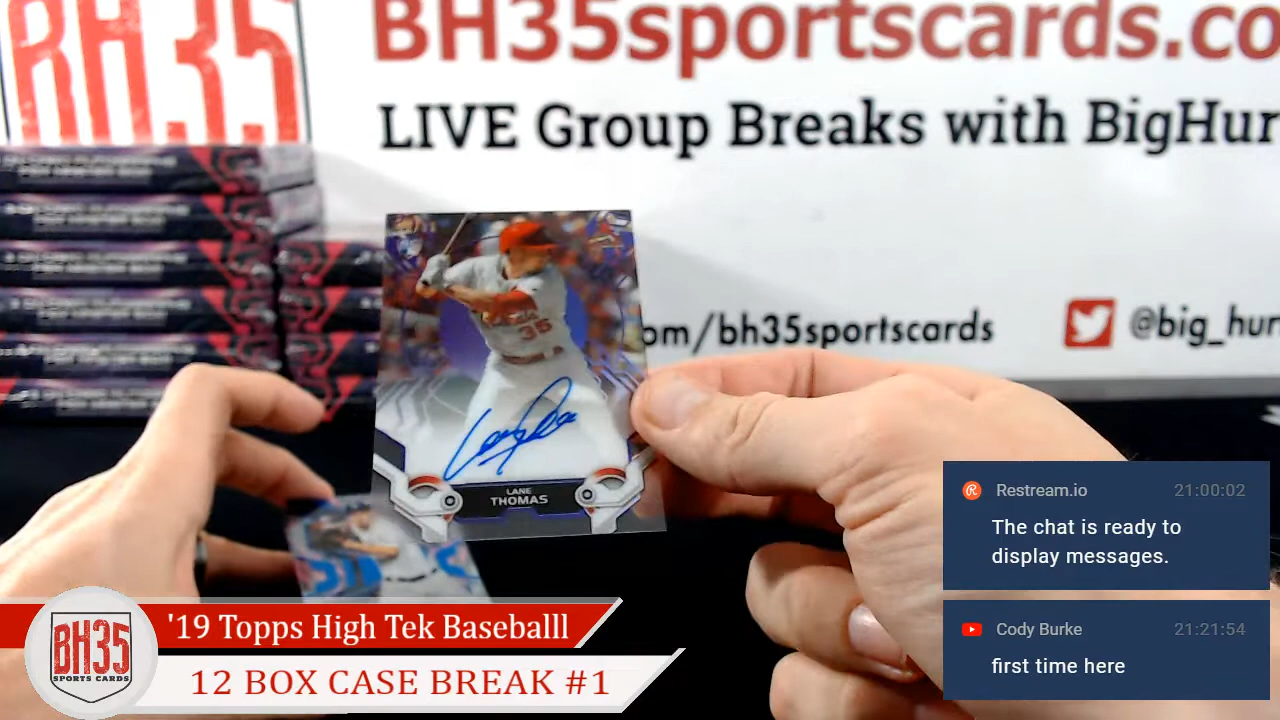 BH35
BH35sportscards.co
LIVE Group Breaks with BigHur
om/bh35sportscards
@big_hur
35
LANE
THOMAS
Restream.io 21:00:02
The chat is ready to
display messages.
Cody Burke 21:21:54
first time here
BH35
SPORTS CARDS
'19 Topps High Tek Baseballl
12 BOX CASE BREAK #1